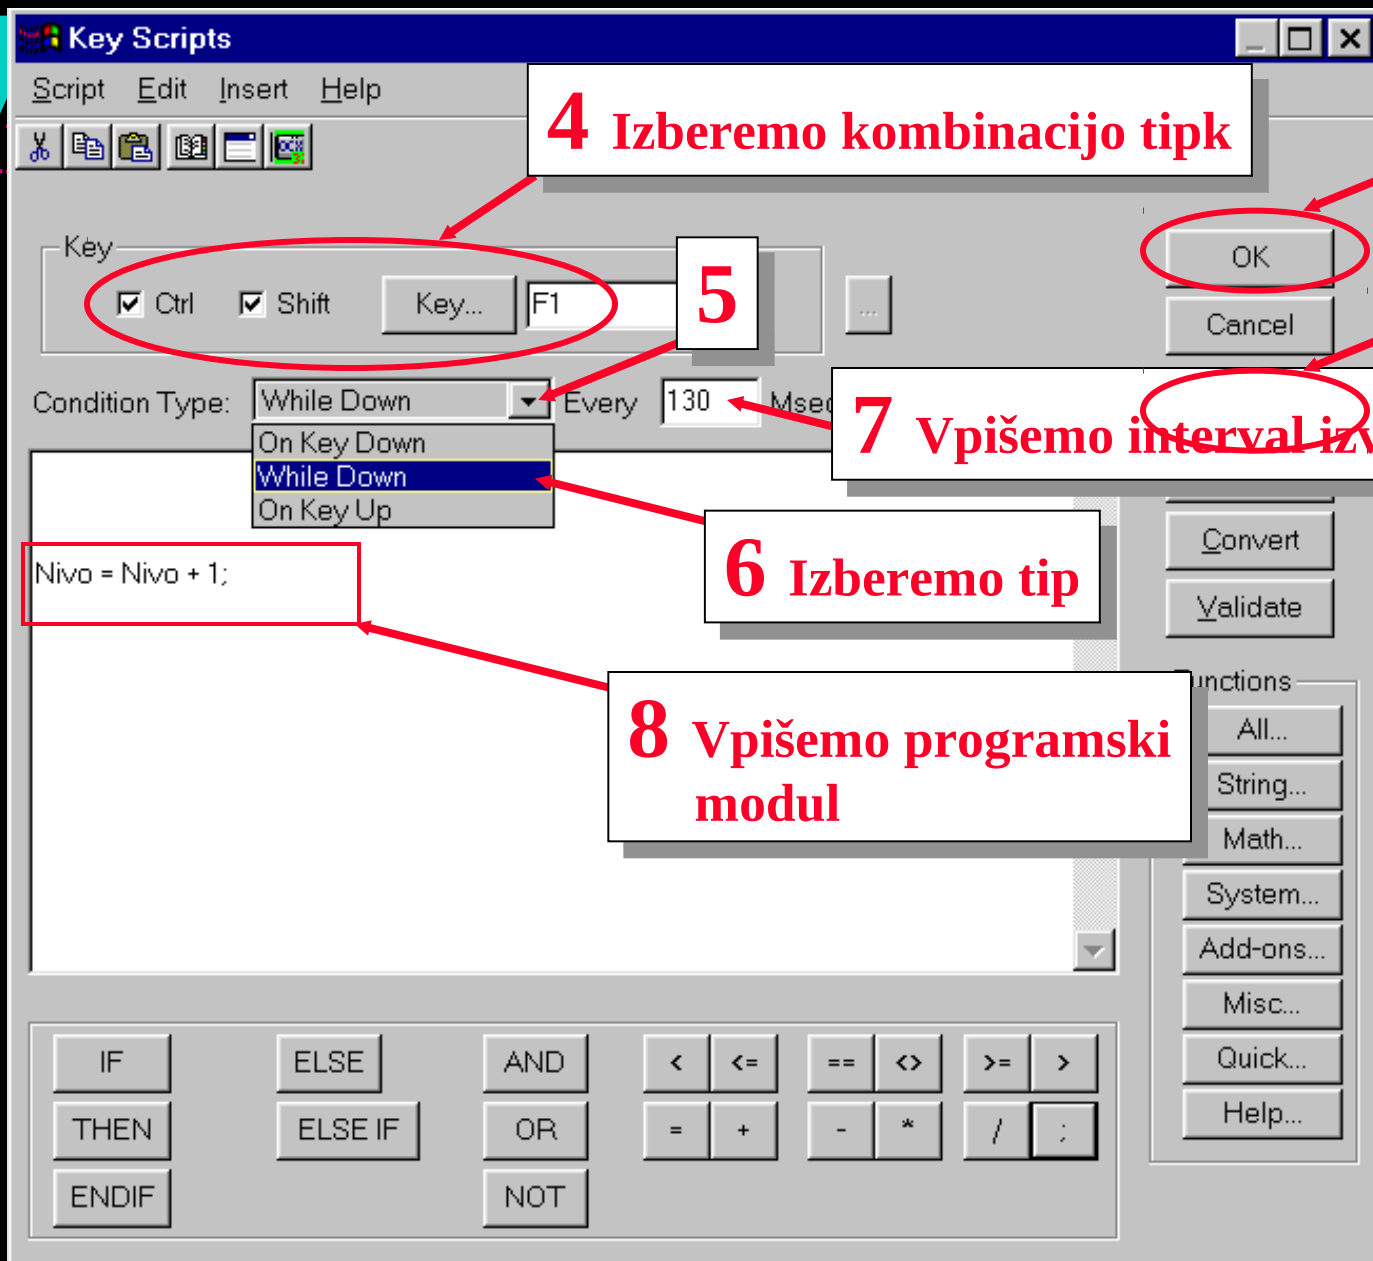 Key Scripts
Script Edit Insert Help
4 Izberemo kombinacijo tipk
Key
Ctrl Shift Key... F1
5
...
OK
Cancel
Condition Type: While Down Every 130 Msec
7 Vpišemo interval izv
On Key Down
While Down
On Key Up
6 Izberemo tip
Convert
Validate
Nivo = Nivo + 1;
8 Vpišemo programski
modul
unctions
All...
String...
Math...
System...
Add-ons...
Misc...
Quick...
Help...
IF ELSE AND < <= == <> >= >
THEN ELSE IF OR = + - * / ;
ENDIF NOT